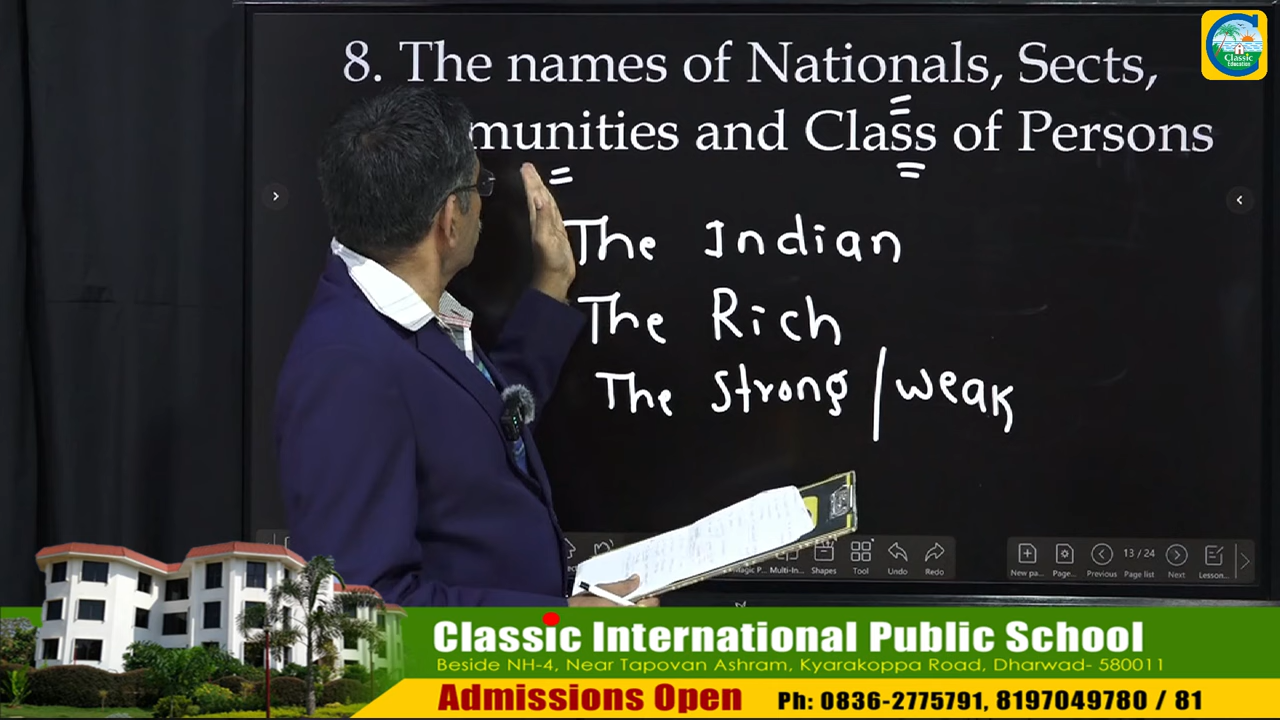 8. The names of Nationals, Sects,
munities and Class of Persons
The Indian
The Rich
The Strong / weak
Classic
Education
Shapes
Tool
Undo
Redo
New pa...
Page...
Previous
13 / 24
Page list
Next
Lesson...
Classic International Public School
Beside NH-4, Near Tapovan Ashram, Kyarakoppa Road, Dharwad- 580011
Admissions Open
Ph: 0836-2775791, 8197049780 / 81